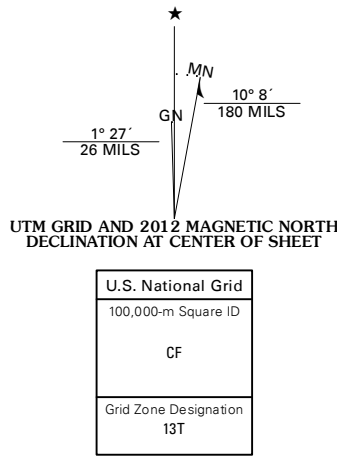 ★
MN
GN
10° 8´
180 MILS
1° 27´
26 MILS
UTM GRID AND 2012 MAGNETIC NORTH
DECLINATION AT CENTER OF SHEET
U.S. National Grid
100,000-m Square ID
CF
Grid Zone Designation
13T